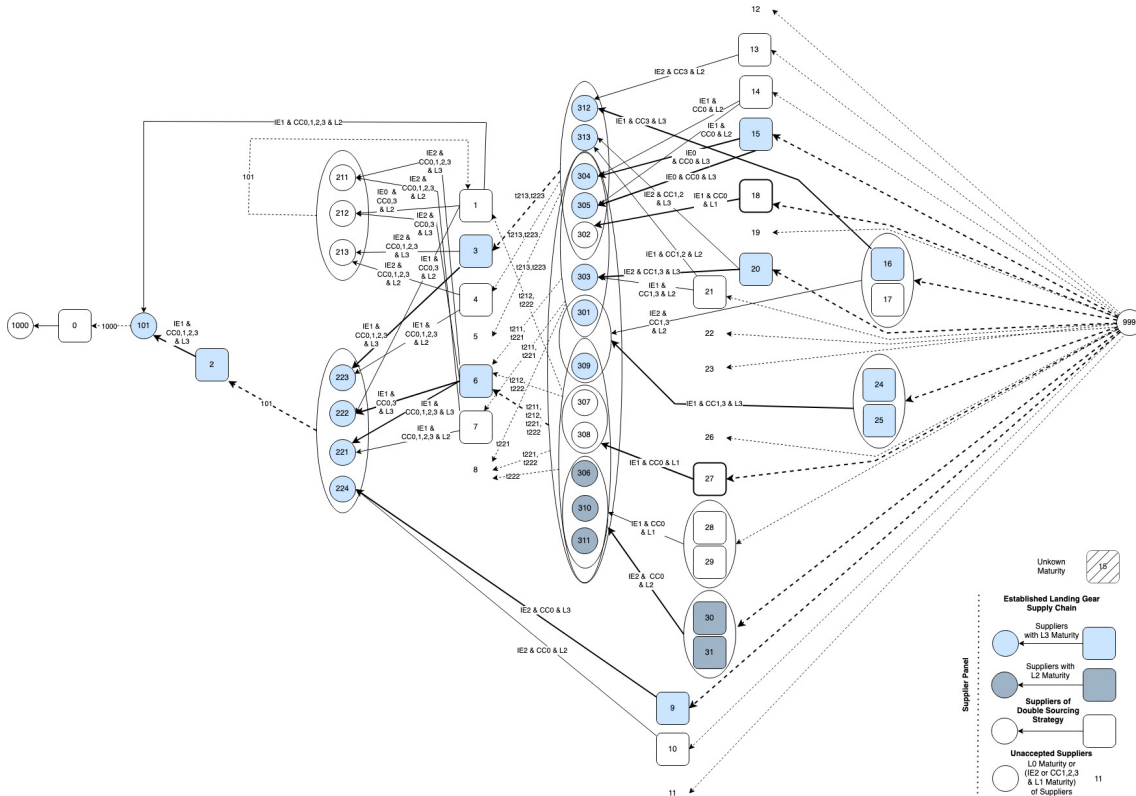 12
13
IE2 & CC3 & L2
14
312
IE1 &
CC0 & L2
IE1 & CC3 & L3
15
IE1 &
CC0 & L2
IE1 & CC0,1,2,3 & L2
313
IE0
& CC0 & L3
101
IE2 &
CC0,1,2,3
& L3
211
IE2 &
CC0,1,2,3
& L2
304
IE0 & CC0 & L3
IE2 & CC1,2
& L3
IE1 & CC0
& L1
18
t213,t223
IE0 &
CC0,3
& L2
212
1
305
IE2 &
CC0,1,2,3
& L3
302
t213,t223,
19
IE2 &
CC0,1,2,3
& L3
3
213
IE1 & CC1,2 & L2
IE1 &
CC0,3
& L2
IE2 &
CC0,1,2,3
& L2
t213,t223
303
IE2 & CC1,3 & L3
20
16
IE1 &
CC1,3 & L2
21
17
4
t212,
t222
301
IE2 &
CC1,3
& L2
1000
0
1000
101
IE1 &
CC0,1,2,3
& L3
999
IE1 &
CC0,1,2,3
& L3
IE1 &
CC0,1,2,3
& L2
5
t211,
t221
22
t211,
t221
2
309
23
223
6
t212,
t222
24
101
222
IE1 &
CC0,3
& L3
IE1 &
CC0,1,2,3 & L3
t211,
t212,
t221,
t222
307
IE1 & CC1,3 & L3
25
7
308
26
221
IE1 &
CC0,1,2,3 & L2
t221
t221,
t222
IE1 & CC0 & L1
8
t222
306
27
224
310
IE1 & CC0
& L1
28
311
29
IE2 & CC0
& L2
IE2 & CC0 & L3
30
IE2 & CC0 & L2
31
9
10
11
Unkown
Maturity
15
Established Landing Gear
Supply Chain
Suppliers
with L3 Maturity
Suppliers with
L2 Maturity
Supplier Panel
Suppliers of
Double Sourcing
Strategy
Unaccepted Suppliers
L0 Maturity or
(IE2 or CC1,2,3
& L1 Maturity)
of Suppliers
11